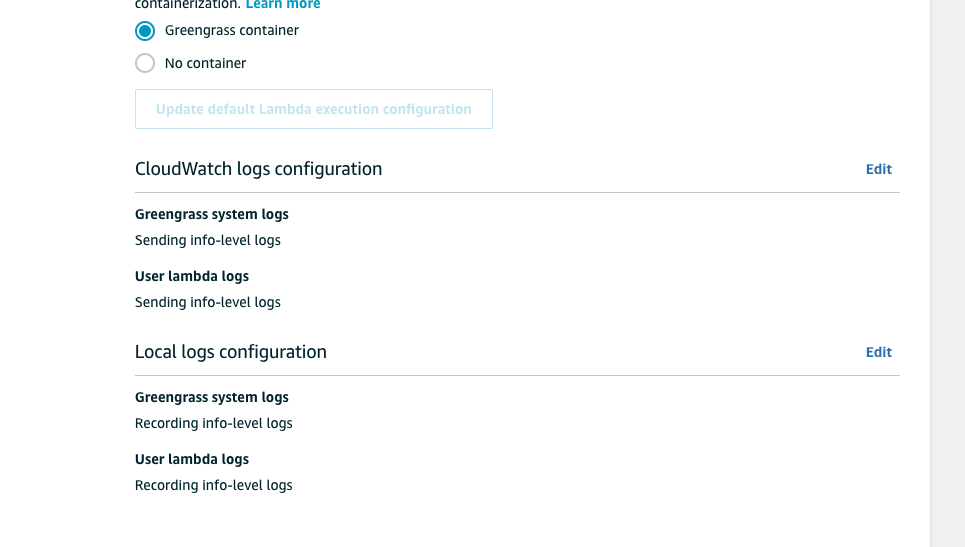 containerization. Learn more
Greengrass container
No container
Update default Lambda execution configuration
CloudWatch logs configuration
Edit
Greengrass system logs
Sending info-level logs
User lambda logs
Sending info-level logs
Local logs configuration
Edit
Greengrass system logs
Recording info-level logs
User lambda logs
Recording info-level logs